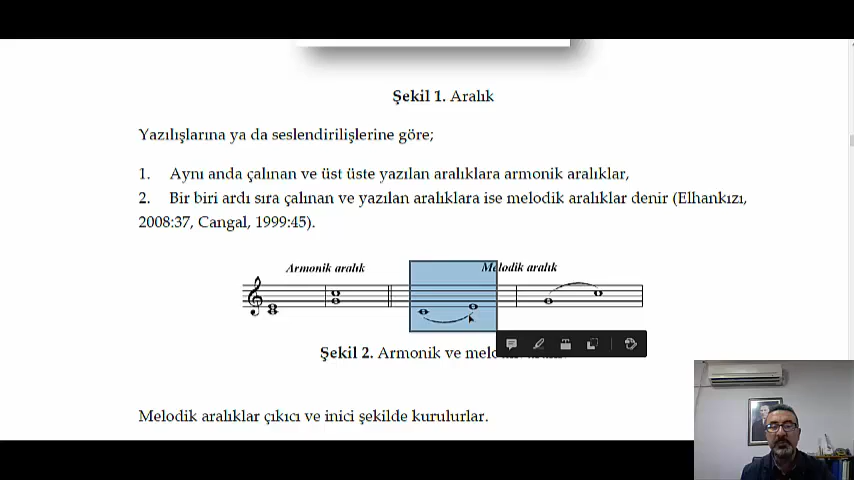 Şekil 1. Aralık
Yazılışlarına ya da seslendirilişlerine göre;
1. Aynı anda çalınan ve üst üste yazılan aralıklara armonik aralıklar,
2. Bir biri ardı sıra çalınan ve yazılan aralıklara ise melodik aralıklar denir (Elhankızı,
2008:37, Cangal, 1999:45).
Armonik aralık Melodik aralık
Şekil 2. Armonik ve
Melodik aralıklar çıkıcı ve inici şekilde kurulurlar.